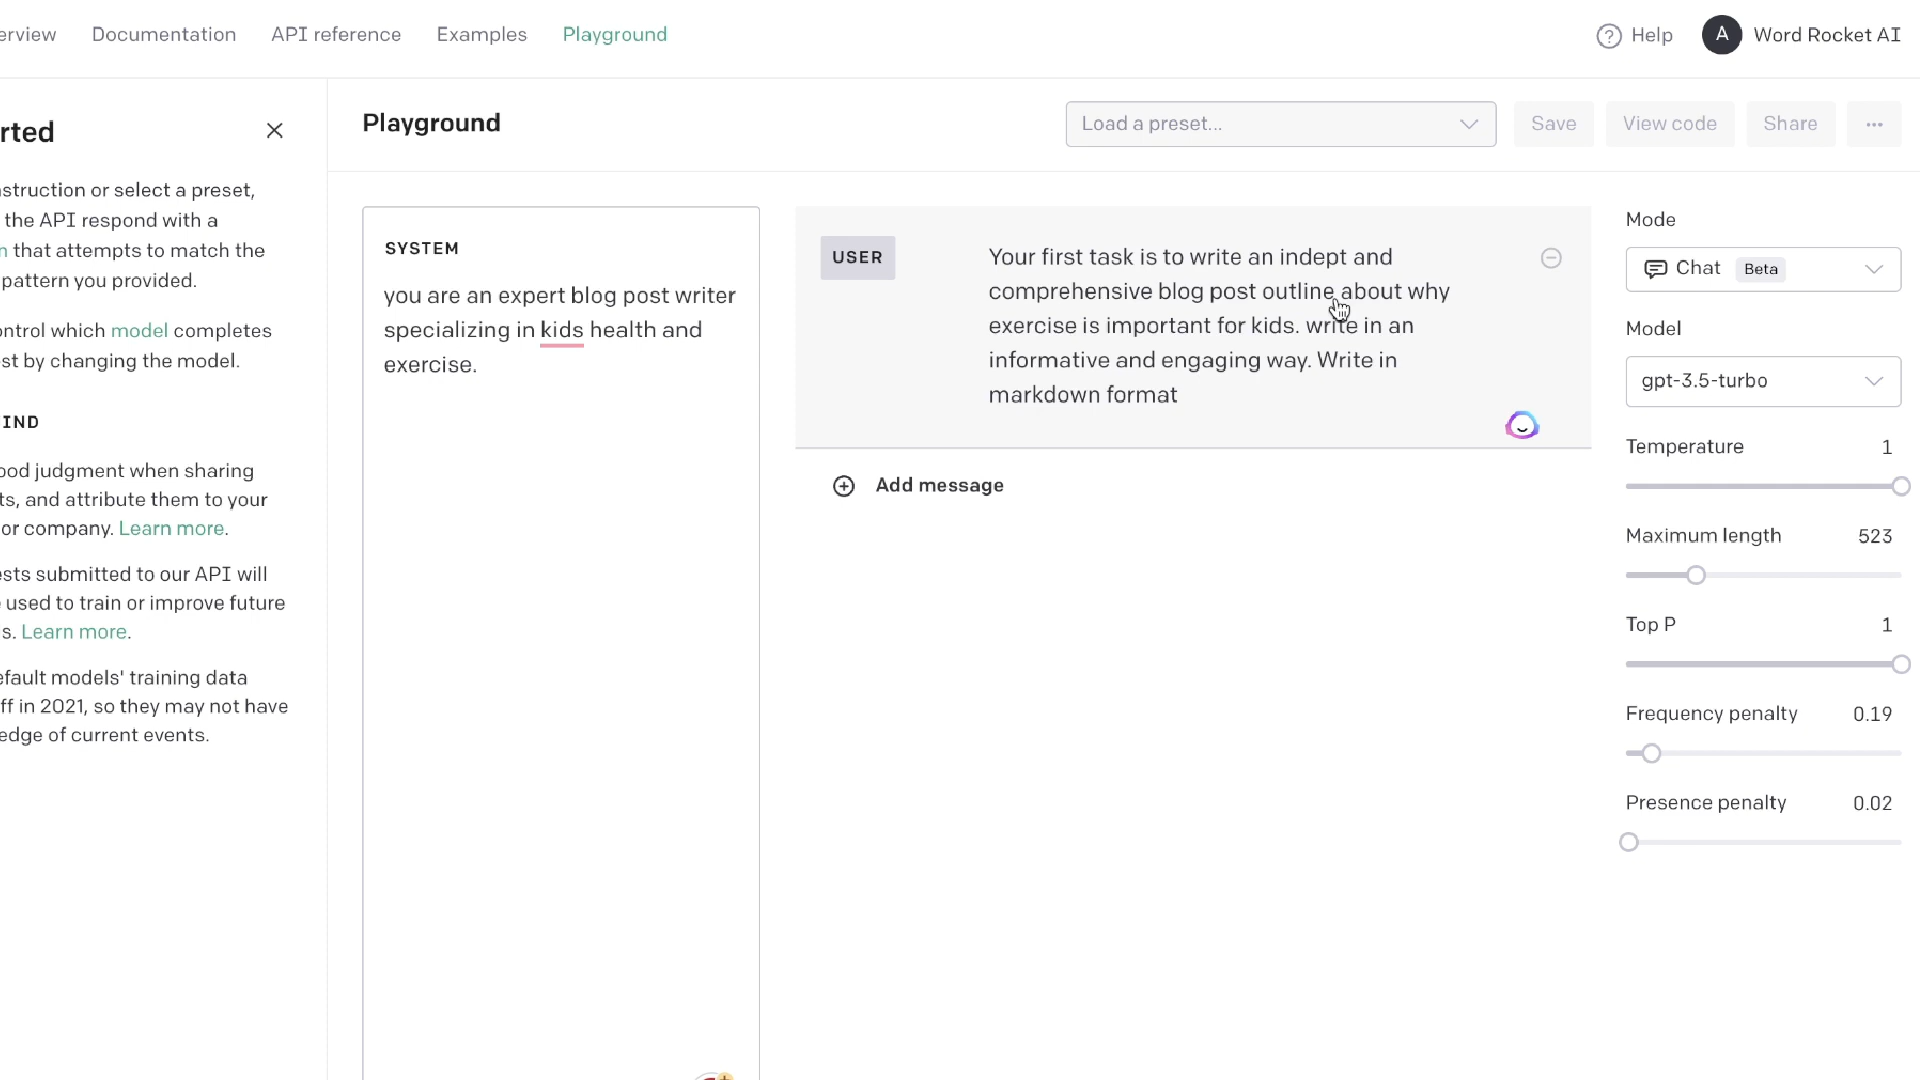 erview Documentation API reference Examples Playground Help A Word Rocket AI
rted
struction or select a preset,
the API respond with a
n that attempts to match the
pattern you provided.
ontrol which model completes
st by changing the model.
IND
ood judgment when sharing
ts, and attribute them to your
or company. Learn more.
ests submitted to our API will
used to train or improve future
s. Learn more.
efault models' training data
ff in 2021, so they may not have
edge of current events.
Playground
Load a preset...
Save
View code
Share
...
SYSTEM
you are an expert blog post writer
specializing in kids health and
exercise.
USER
Your first task is to write an indept and
comprehensive blog post outline about why
exercise is important for kids. write in an
informative and engaging way. Write in
markdown format
Add message
Mode
Chat Beta
Model
gpt-3.5-turbo
Temperature 1
Maximum length 523
Top P 1
Frequency penalty 0.19
Presence penalty 0.02